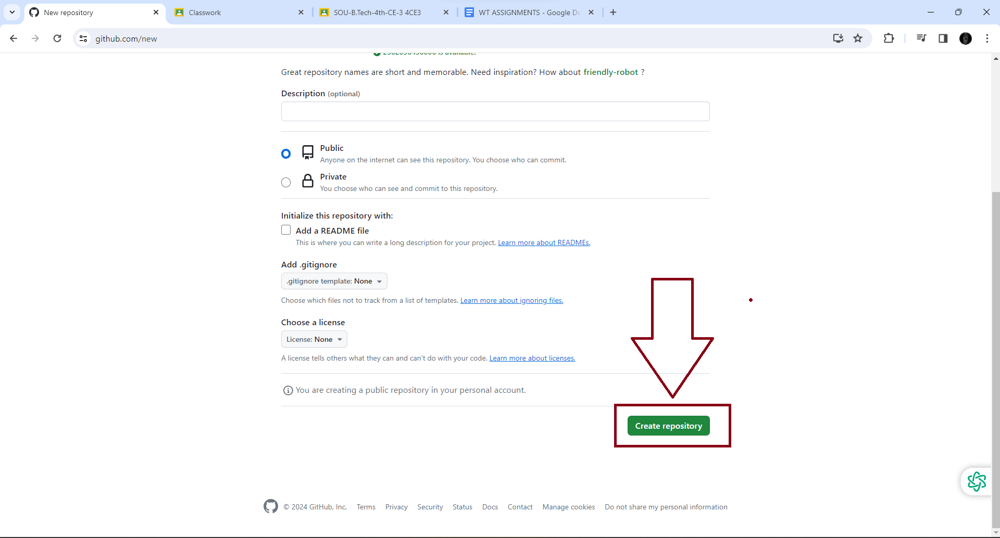 New repository
Classwork
SOU-B.Tech-4th-CE-3 4CE3
WT ASSIGNMENTS - Google Dc
github.com/new
is available.
Great repository names are short and memorable. Need inspiration? How about friendly-robot ?
Description (optional)
Public
Anyone on the internet can see this repository. You choose who can commit.
Private
You choose who can see and commit to this repository.
Initialize this repository with:
Add a README file
This is where you can write a long description for your project. Learn more about READMEs.
Add .gitignore
.gitignore template: None
Choose which files not to track from a list of templates. Learn more about ignoring files.
Choose a license
License: None
A license tells others what they can and can't do with your code. Learn more about licenses.
You are creating a public repository in your personal account.
Create repository
© 2024 GitHub, Inc. Terms Privacy Security Status Docs Contact Manage cookies Do not share my personal information